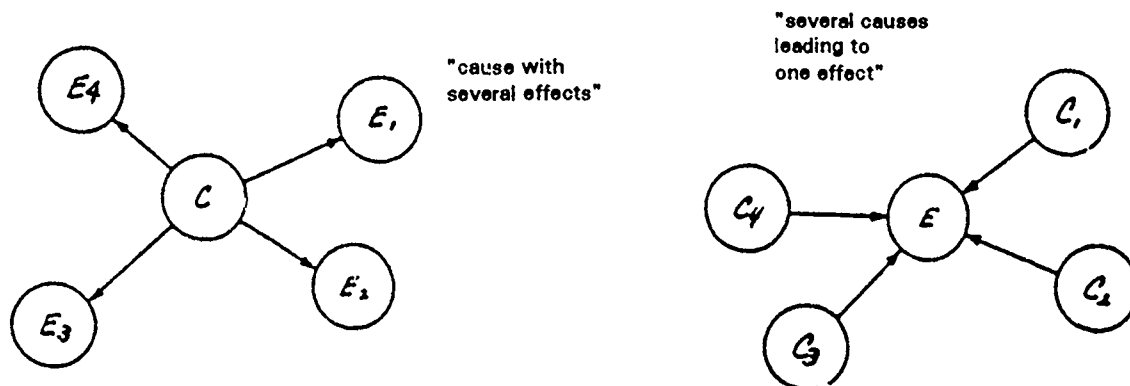 "cause with
several effects"
E4
E1
C
E2
E3
"several causes
leading to
one effect"
C1
C4
E
C2
C3